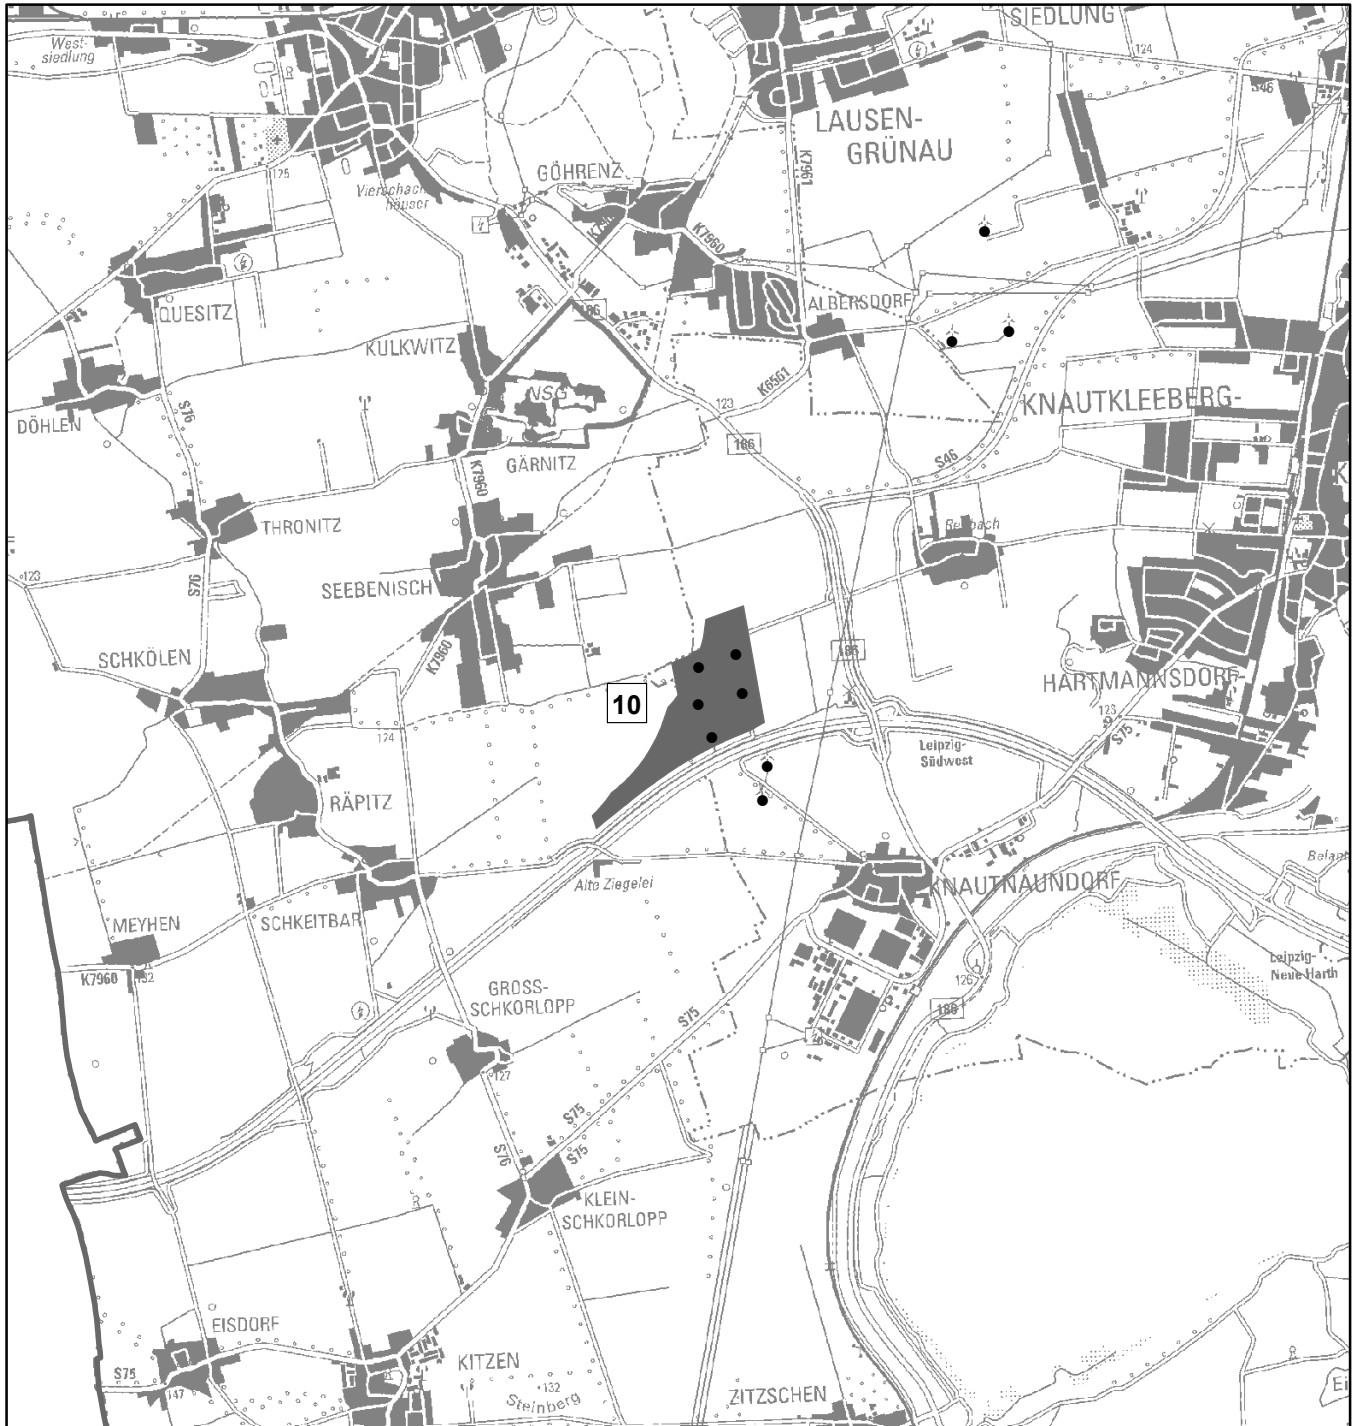 SIEDLUNG
West-
siedlung
124
S46
LAUSEN-
GRÜNAU
K7961
125
GÖHRENZ
K7960
QUESITZ
186
ALBERSDORF
KULKWITZ
NSG
K6561
123
KNAUTKLEEBERG-
DÖHLEN
S76
186
GÄRNITZ
K7960
S46
THRONITZ
Rehbach
123
S76
SEEBENISCH
K7960
186
SCHKÖLEN
HARTMANNSDORF-
10
123
S75
124
Leipzig-
Südwest
RÄPITZ
Alte Ziegelei
KNAUTNAUNDORF
MEYHEN
SCHKEITBAR
K7960
132
Leipzig-
Neue Harth
126
186
GROSS-
SCHKORLOPP
S75
127
S75
S76
S75
KLEIN-
SCHKORLOPP
EISDORF
KITZEN
S75
147
132
Steinberg
ZITZSCHEN